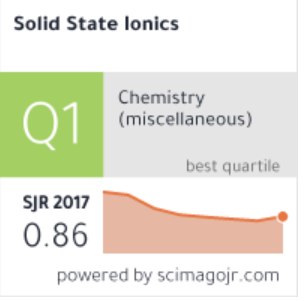 Solid State Ionics
Q1
Chemistry
(miscellaneous)
best quartile
SJR 2017
0.86
powered by scimagojr.com